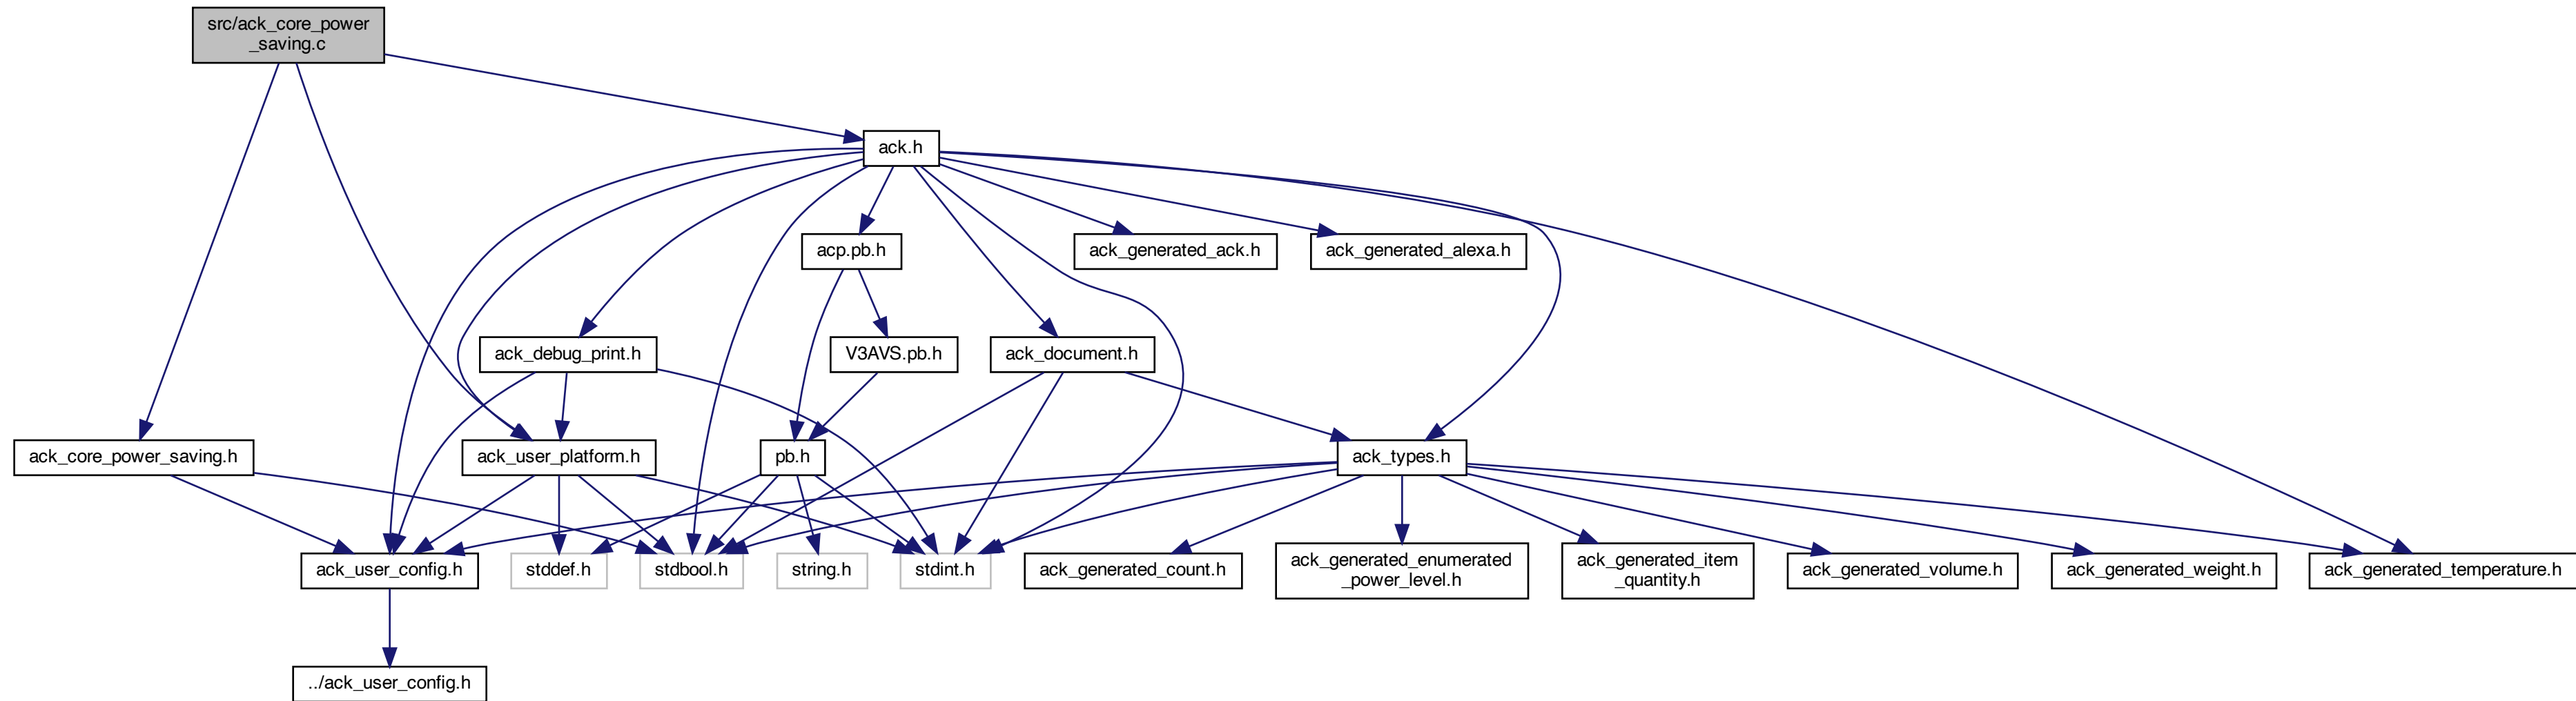 src/ack_core_power
_saving.c
ack.h
acp.pb.h
ack_generated_ack.h
ack_generated_alexa.h
ack_debug_print.h
V3AVS.pb.h
ack_document.h
ack_core_power_saving.h
ack_user_platform.h
pb.h
ack_types.h
ack_user_config.h
stddef.h
stdbool.h
string.h
stdint.h
ack_generated_count.h
ack_generated_enumerated
_power_level.h
ack_generated_item
_quantity.h
ack_generated_volume.h
ack_generated_weight.h
ack_generated_temperature.h
../ack_user_config.h